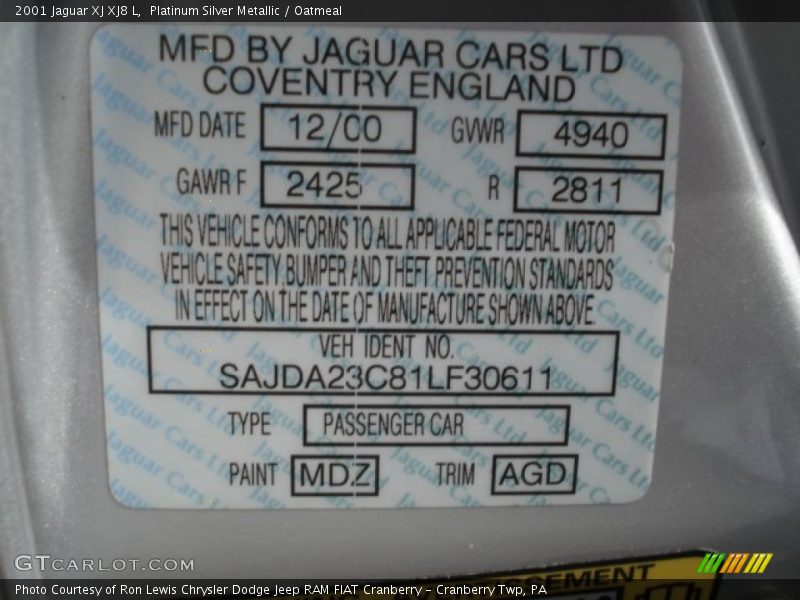 2001 Jaguar XJ XJ8 L, Platinum Silver Metallic / Oatmeal
MFD BY JAGUAR CARS LTD
COVENTRY ENGLAND
MFD DATE 12/00 GVWR 4940
GAWR F 2425 R 2811
THIS VEHICLE CONFORMS TO ALL APPLICABLE FEDERAL MOTOR
VEHICLE SAFETY, BUMPER AND THEFT PREVENTION STANDARDS
IN EFFECT ON THE DATE OF MANUFACTURE SHOWN ABOVE.
VEH IDENT NO.
SAJDA23C81LF30611
TYPE PASSENGER CAR
PAINT MDZ TRIM AGD
GTCARLOT.COM
Photo Courtesy of Ron Lewis Chrysler Dodge Jeep RAM FIAT Cranberry – Cranberry Twp, PA